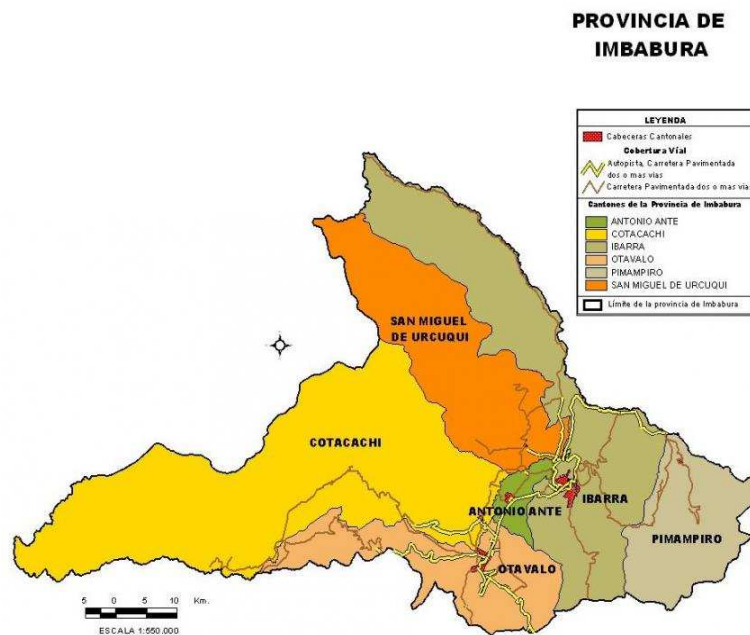 PROVINCIA DE
IMBABURA
LEYENDA
Cabeceras Cantonales
Cobertura Víal
Autopista, Carretera Pavimentada
dos o mas vias
Carretera Pavimentada dos o mas vias
Cantones de la Provincia de Imbabura
ANTONIO ANTE
COTACACHI
IBARRA
OTAVALO
PIMAMPIRO
SAN MIGUEL DE URCUQUI
Límite de la provincia de Imbabura
SAN MIGUEL
DE URCUQUI
COTACACHI
ANTONIO ANTE
IBARRA
PIMAMPIRO
OTAVALO
5 0 5 10 Km.
ESCALA 1:550.000